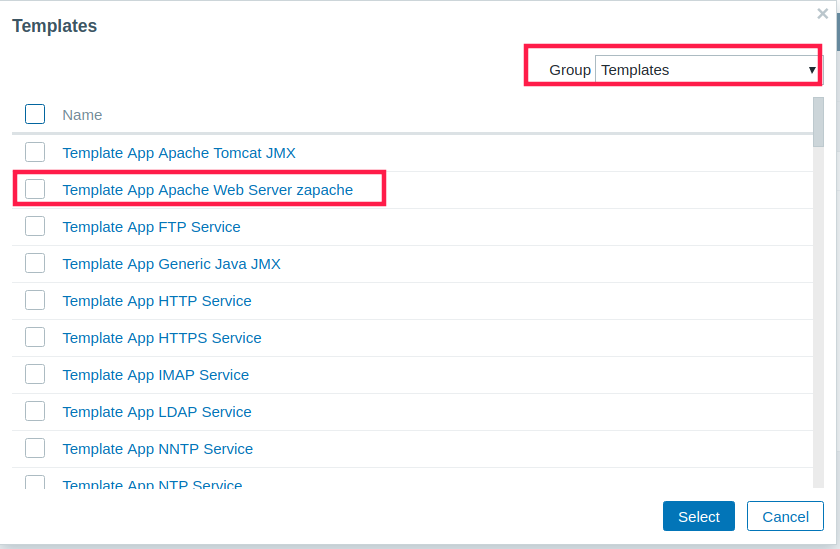 Templates
Group Templates
Name
Template App Apache Tomcat JMX
Template App Apache Web Server zapache
Template App FTP Service
Template App Generic Java JMX
Template App HTTP Service
Template App HTTPS Service
Template App IMAP Service
Template App LDAP Service
Template App NNTP Service
Template App NTP Service
Select Cancel